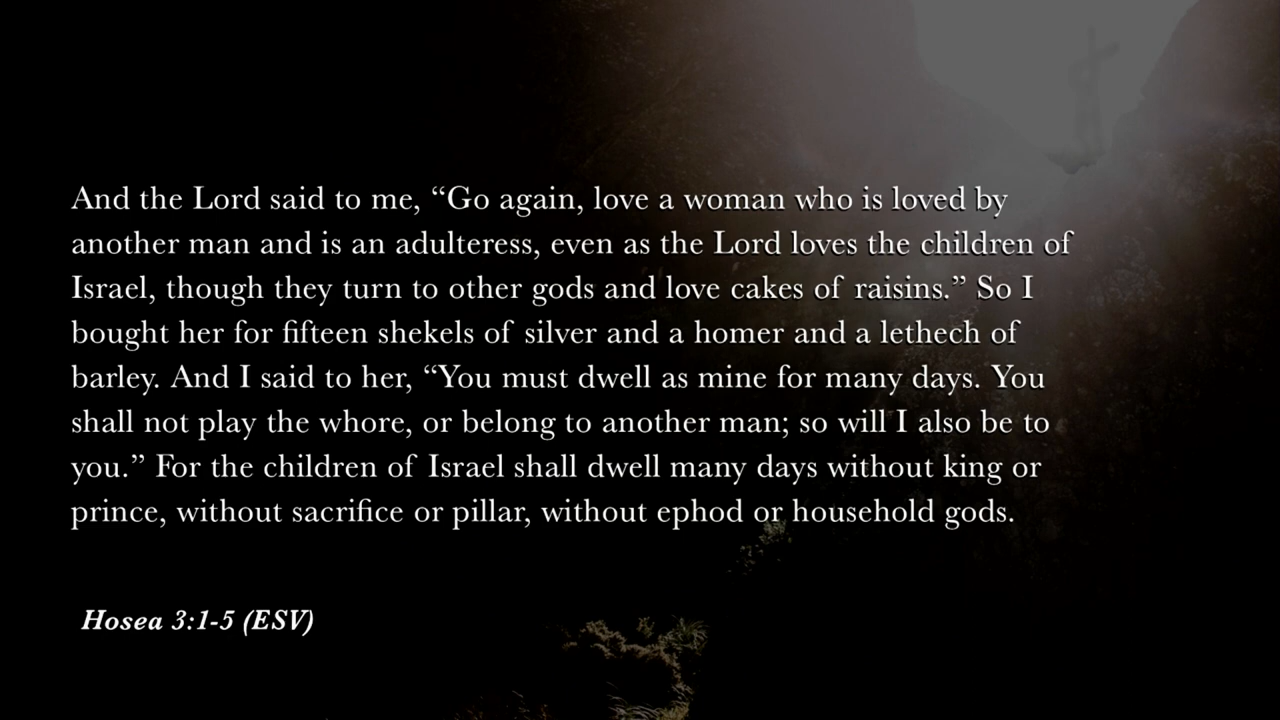 And the Lord said to me, “Go again, love a woman who is loved by
another man and is an adulteress, even as the Lord loves the children of
Israel, though they turn to other gods and love cakes of raisins.” So I
bought her for fifteen shekels of silver and a homer and a lethech of
barley. And I said to her, “You must dwell as mine for many days. You
shall not play the whore, or belong to another man; so will I also be to
you.” For the children of Israel shall dwell many days without king or
prince, without sacrifice or pillar, without ephod or household gods.
Hosea 3:1-5 (ESV)